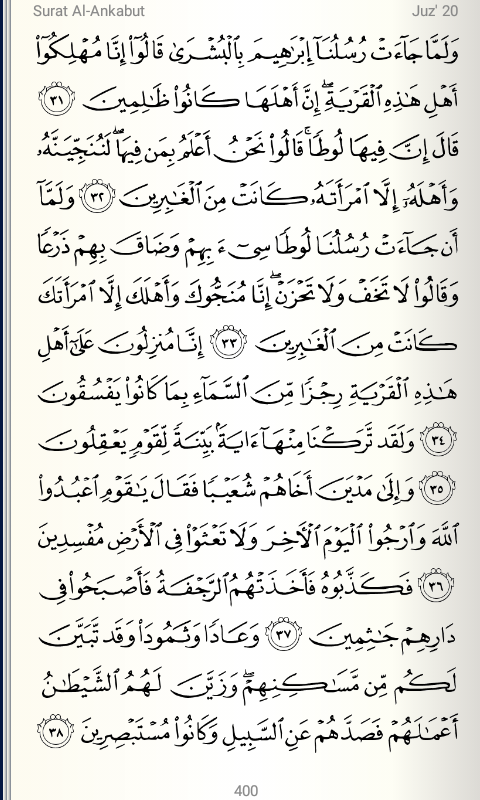 Surat Al-Ankabut Juz' 20
وَلَمَّا جَآءَتْ رُسُلُنَآ إِبْرَٰهِيمَ بِٱلْبُشْرَىٰ قَالُوٓا۟ إِنَّا مُهْلِكُوٓا۟
أَهْلِ هَٰذِهِ ٱلْقَرْيَةِ ۖ إِنَّ أَهْلَهَا كَانُوا۟ ظَٰلِمِينَ ٣١
قَالَ إِنَّ فِيهَا لُوطًا ۚ قَالُوا۟ نَحْنُ أَعْلَمُ بِمَن فِيهَا ۖ لَنُنَجِّيَنَّهُۥ
وَأَهْلَهُۥٓ إِلَّا ٱمْرَأَتَهُۥ كَانَتْ مِنَ ٱلْغَٰبِرِينَ ٣٢ وَلَمَّآ
أَن جَآءَتْ رُسُلُنَا لُوطًا سِىٓءَ بِهِمْ وَضَاقَ بِهِمْ ذَرْعًا
وَقَالُوا۟ لَا تَخَفْ وَلَا تَحْزَنْ ۖ إِنَّا مُنَجُّوكَ وَأَهْلَكَ إِلَّا ٱمْرَأَتَكَ
كَانَتْ مِنَ ٱلْغَٰبِرِينَ ٣٣ إِنَّا مُنزِلُونَ عَلَىٰٓ أَهْلِ
هَٰذِهِ ٱلْقَرْيَةِ رِجْزًا مِّنَ ٱلسَّمَآءِ بِمَا كَانُوا۟ يَفْسُقُونَ
٣٤ وَلَقَد تَّرَكْنَا مِنْهَآ ءَايَةًۢ بَيِّنَةً لِّقَوْمٍ يَعْقِلُونَ
٣٥ وَإِلَىٰ مَدْيَنَ أَخَاهُمْ شُعَيْبًا فَقَالَ يَٰقَوْمِ ٱعْبُدُوا۟
ٱللَّهَ وَٱرْجُوا۟ ٱلْيَوْمَ ٱلْءَاخِرَ وَلَا تَعْثَوْا۟ فِى ٱلْأَرْضِ مُفْسِدِينَ
٣٦ فَكَذَّبُوهُ فَأَخَذَتْهُمُ ٱلرَّجْفَةُ فَأَصْبَحُوا۟ فِى
دَارِهِمْ جَٰثِمِينَ ٣٧ وَعَادًا وَثَمُودَا۟ وَقَد تَّبَيَّنَ
لَكُم مِّن مَّسَٰكِنِهِمْ ۖ وَزَيَّنَ لَهُمُ ٱلشَّيْطَٰنُ
أَعْمَٰلَهُمْ فَصَدَّهُمْ عَنِ ٱلسَّبِيلِ وَكَانُوا۟ مُسْتَبْصِرِينَ ٣٨
400